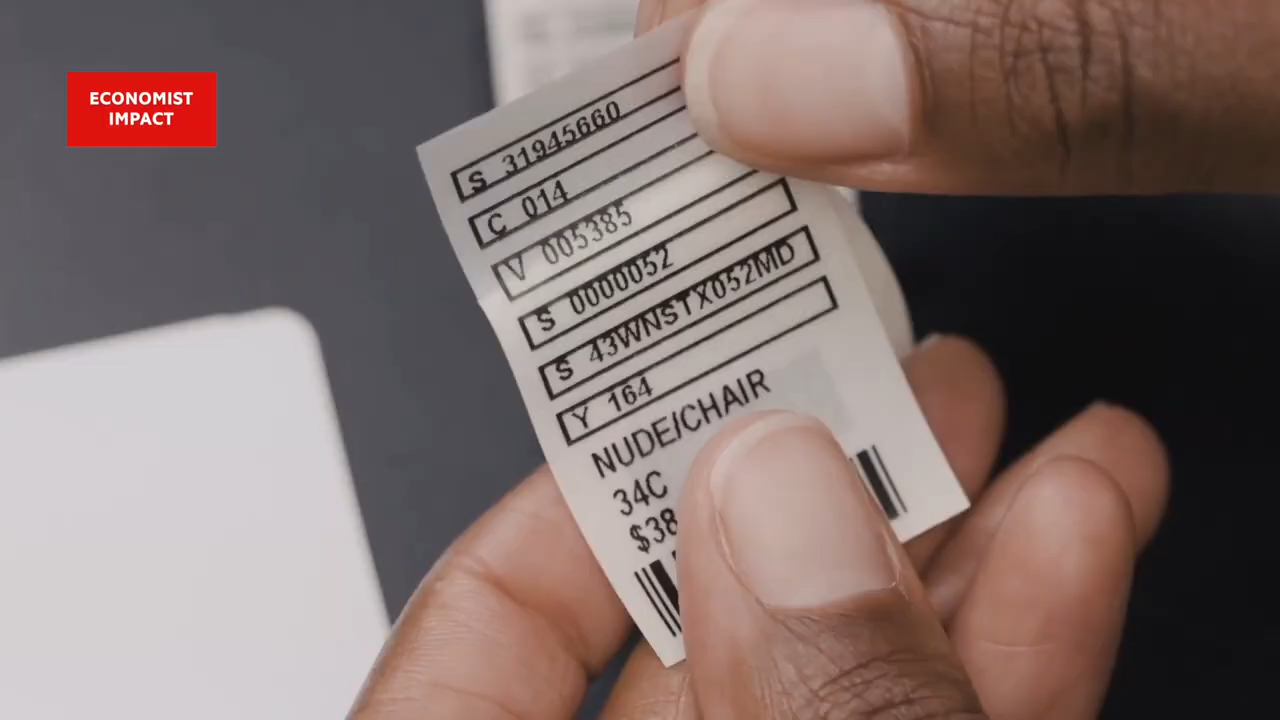 ECONOMIST
IMPACT
S 31945660
C 014
V 005385
S 0000052
S 43WNSTX052MD
Y 164
NUDE/CHAIR
34C
$38